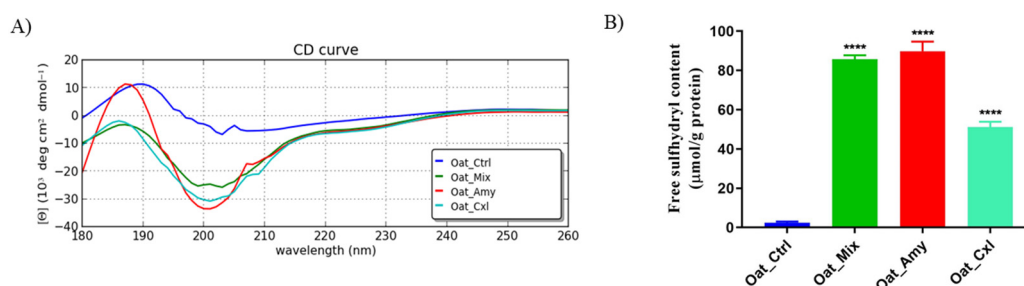 A)
CD curve
[Θ] (10³ deg cm² dmol⁻¹)
20
10
0
−10
−20
−30
−40
180 190 200 210 220 230 240 250 260
wavelength (nm)
Oat_Ctrl
Oat_Mix
Oat_Amy
Oat_Cxl
B)
Free sulfhydryl content
(μmol/g protein)
100
80
60
40
20
0
****
****
****
Oat_Ctrl
Oat_Mix
Oat_Amy
Oat_Cxl